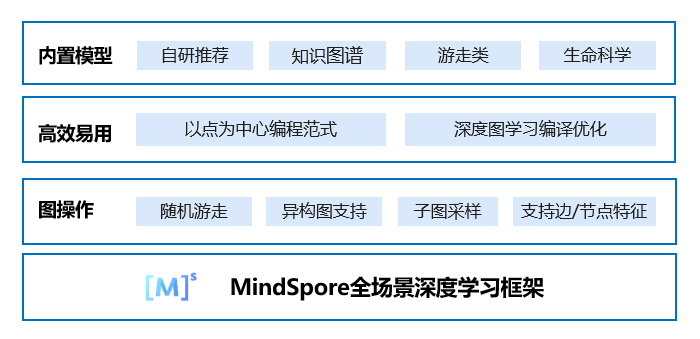 内置模型 自研推荐 知识图谱 游走类 生命科学
高效易用 以点为中心编程范式 深度图学习编译优化
图操作 随机游走 异构图支持 子图采样 支持边/节点特征
[M]s MindSpore全场景深度学习框架